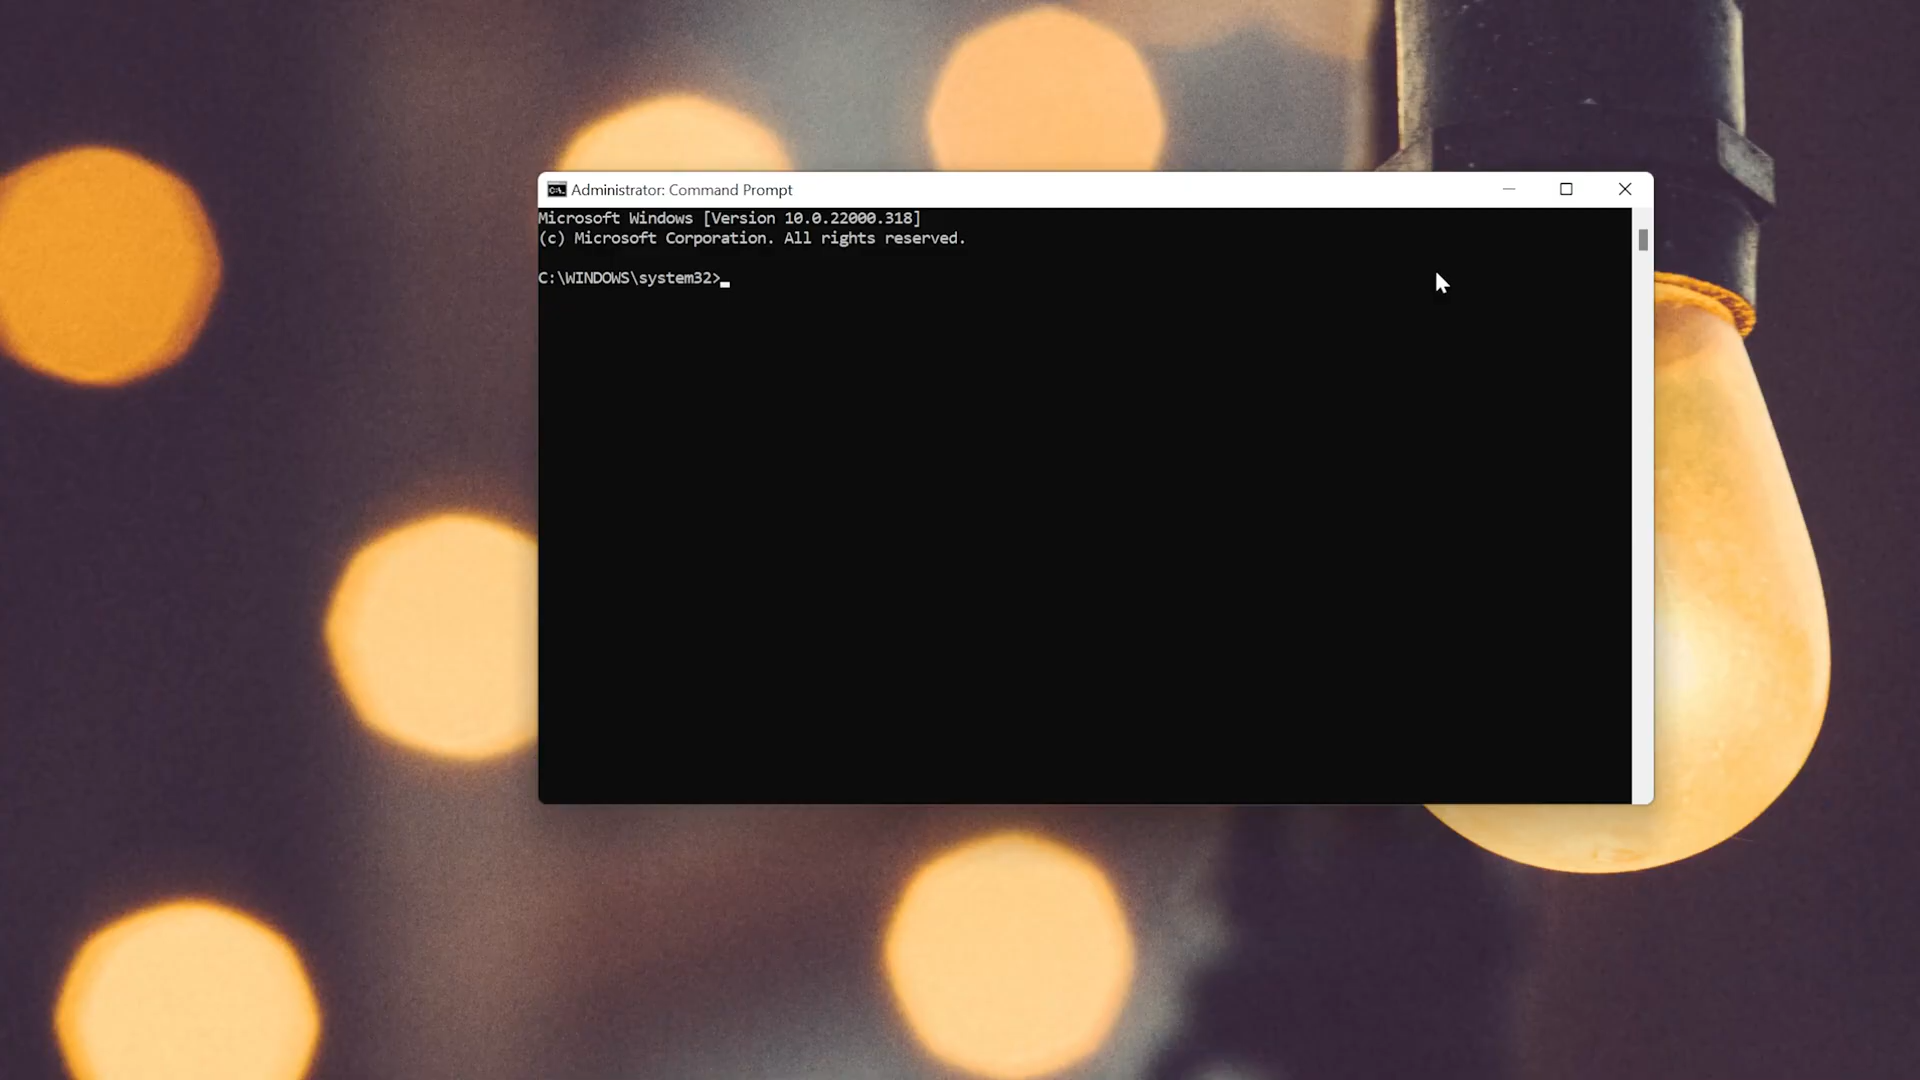 Administrator: Command Prompt
Microsoft Windows [Version 10.0.22000.318]
(c) Microsoft Corporation. All rights reserved.
C:\WINDOWS\system32>